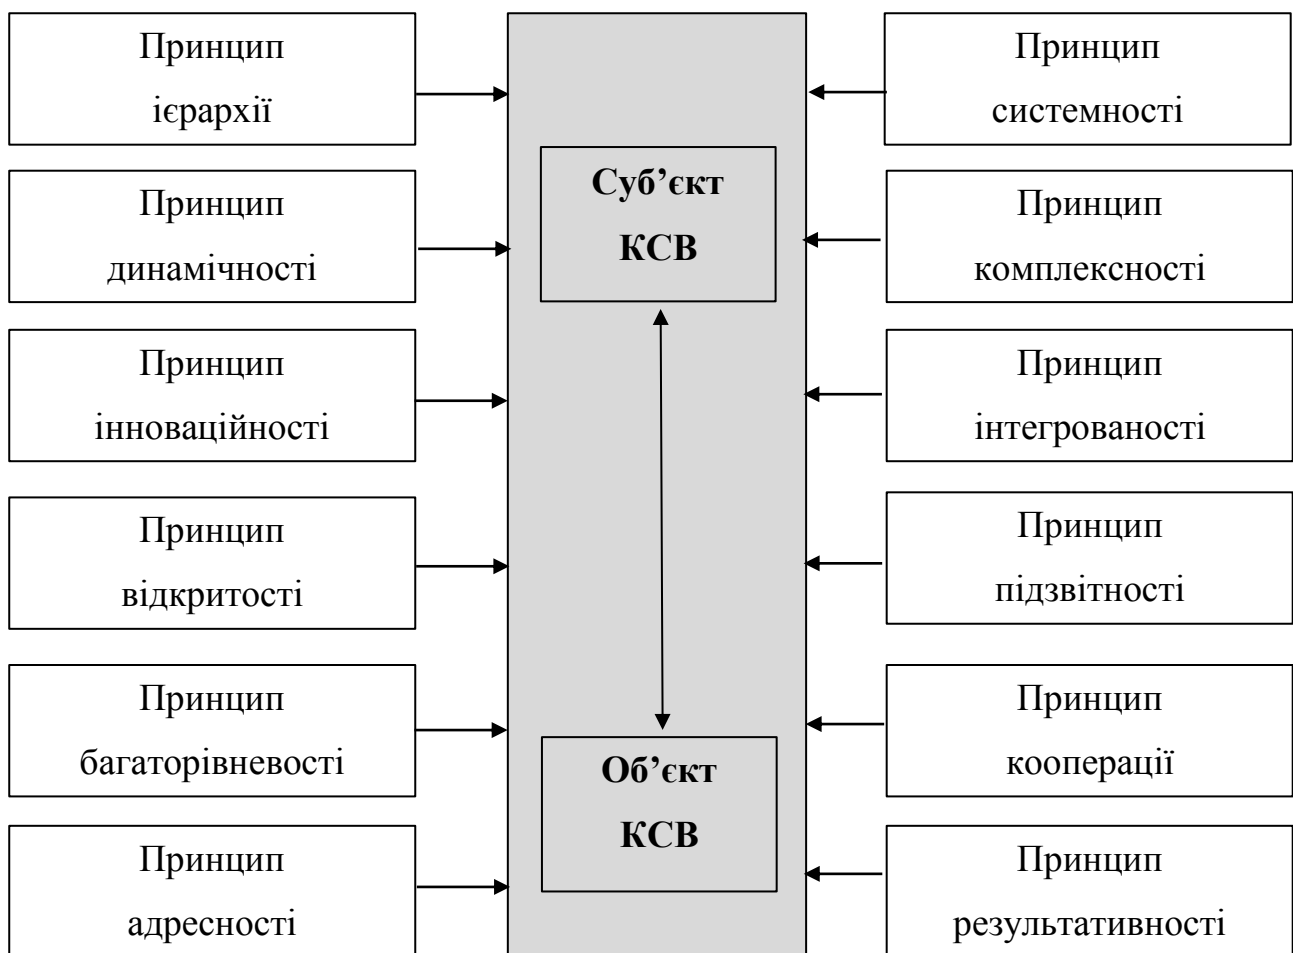 Принцип
ієрархії
Принцип
системності
Суб’єкт
КСВ
Принцип
динамічності
Принцип
комплексності
Принцип
інноваційності
Принцип
інтегрованості
Принцип
відкритості
Принцип
підзвітності
Принцип
багаторівневості
Об’єкт
КСВ
Принцип
кооперації
Принцип
адресності
Принцип
результативності